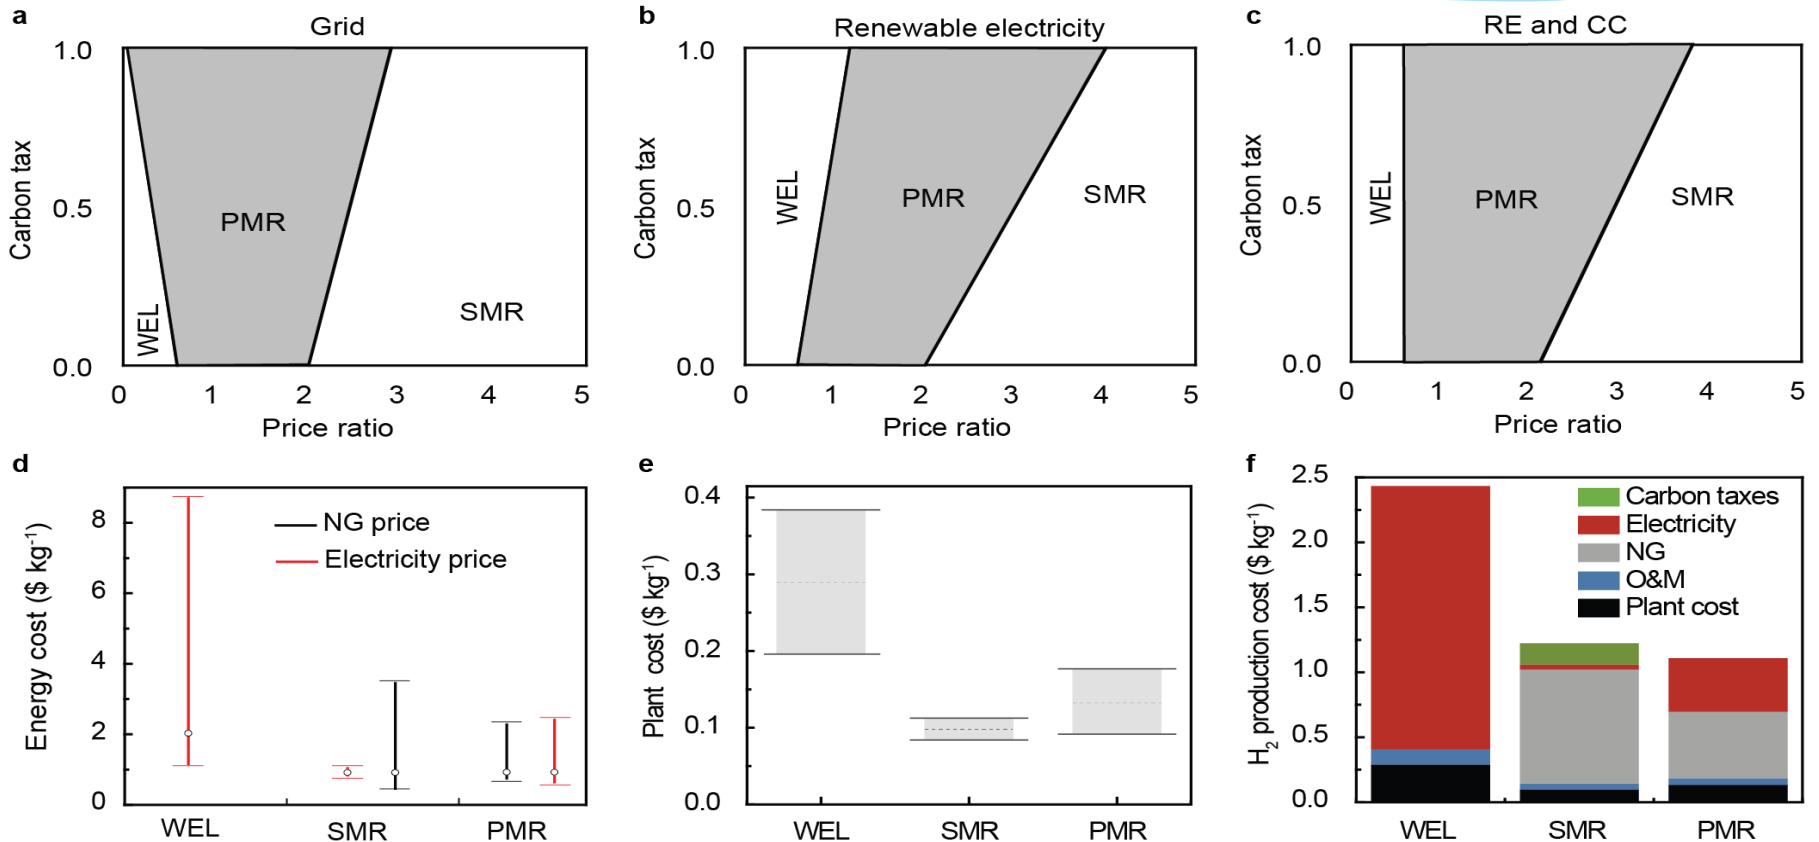 a
Grid
1.0
0.5
0.0
Carbon tax
WEL
PMR
SMR
0 1 2 3 4 5
Price ratio
b
Renewable electricity
1.0
0.5
0.0
Carbon tax
WEL
PMR
SMR
0 1 2 3 4 5
Price ratio
c
RE and CC
1.0
0.5
0.0
Carbon tax
WEL
PMR
SMR
0 1 2 3 4 5
Price ratio
d
8
6
4
2
0
Energy cost ($ kg⁻¹)
NG price
Electricity price
WEL SMR PMR
e
0.4
0.3
0.2
0.1
0.0
Plant cost ($ kg⁻¹)
WEL SMR PMR
f
2.5
2.0
1.5
1.0
0.5
0.0
H₂ production cost ($ kg⁻¹)
Carbon taxes
Electricity
NG
O&M
Plant cost
WEL SMR PMR